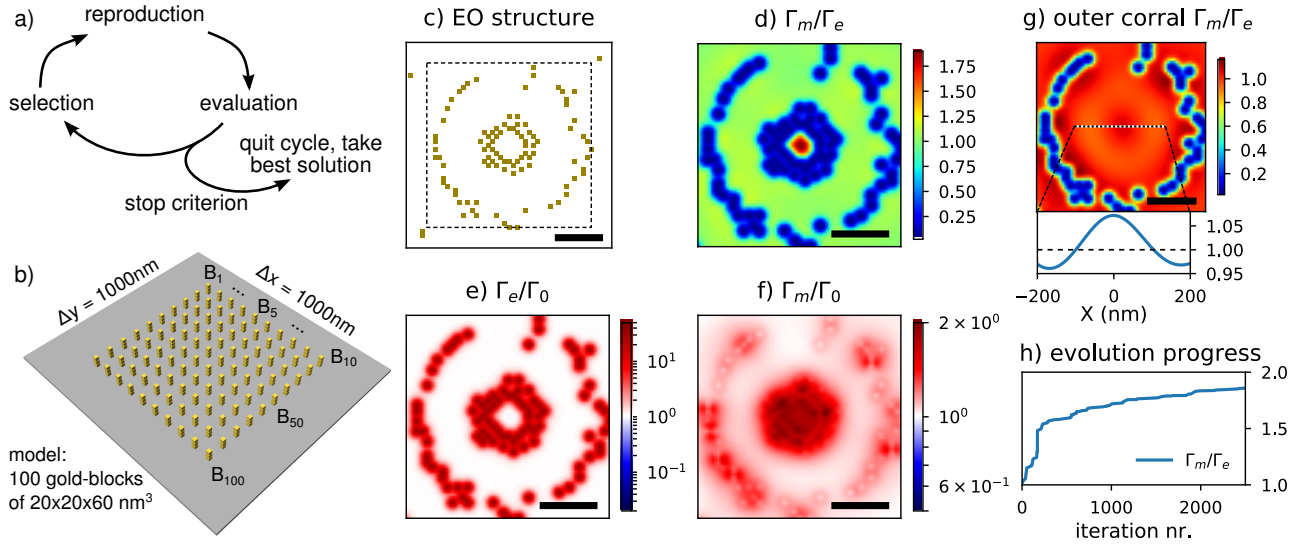 a)
reproduction
selection
evaluation
quit cycle, take
best solution
stop criterion
b)
Δy = 1000nm
Δx = 1000nm
B₁
...
B₅
...
B₁₀
B₅₀
B₁₀₀
model:
100 gold-blocks
of 20x20x60 nm³
c) EO structure
d) Γₘ/Γₑ
1.75
1.50
1.25
1.00
0.75
0.50
0.25
e) Γₑ/Γ₀
10¹
10⁰
10⁻¹
f) Γₘ/Γ₀
2 × 10⁰
10⁰
6 × 10⁻¹
g) outer corral Γₘ/Γₑ
1.0
0.8
0.6
0.4
0.2
1.05
1.00
0.95
−200
0
200
X (nm)
h) evolution progress
2.0
1.5
1.0
Γₘ/Γₑ
0
1000
2000
iteration nr.